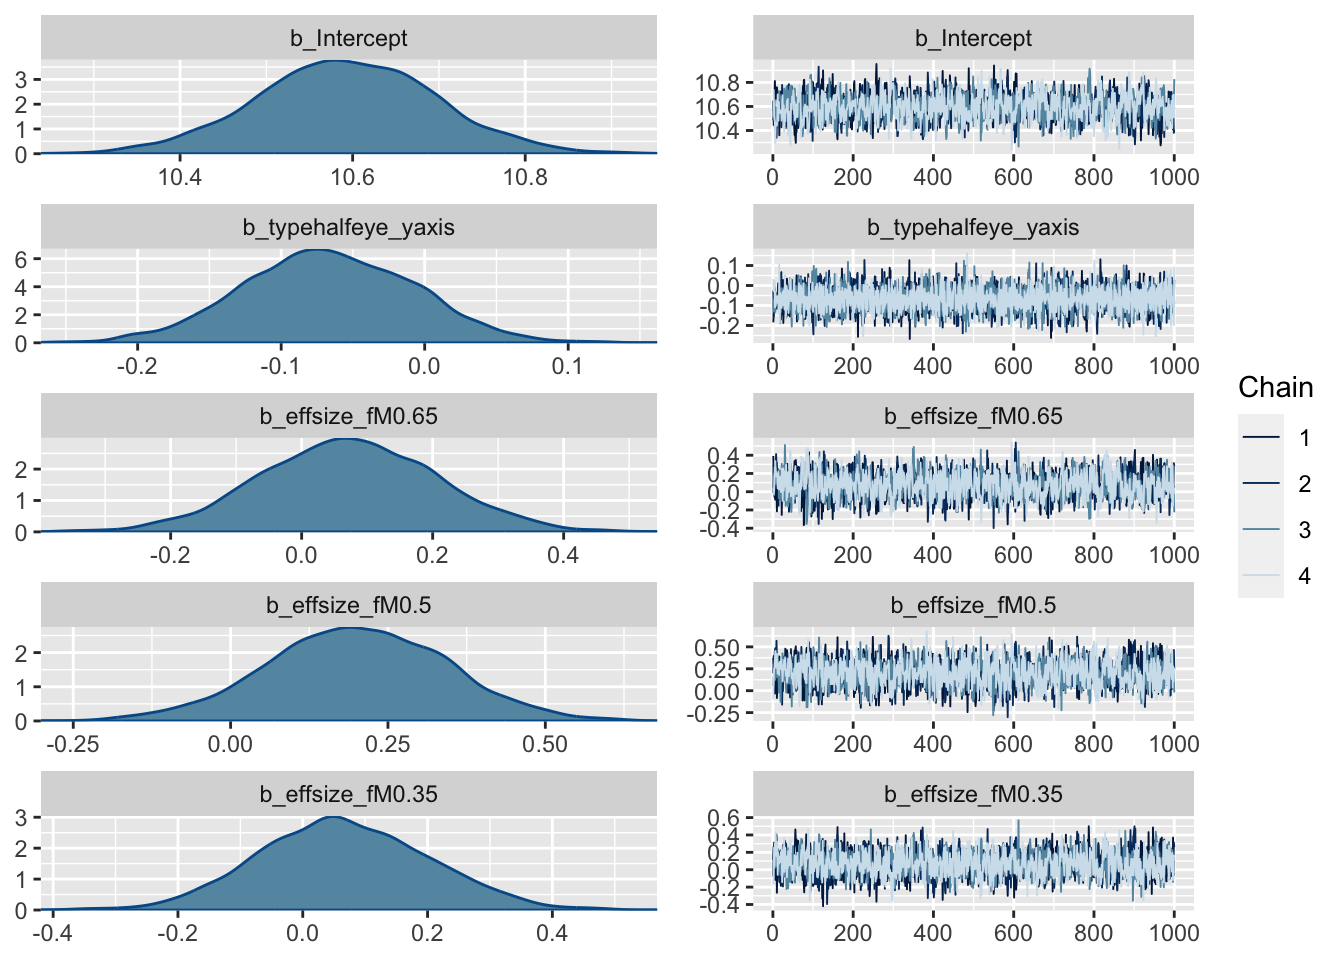 b_Intercept
3
2
1
0
10.4 10.6 10.8
b_Intercept
10.8
10.6
10.4
0 200 400 600 800 1000
b_typehalfeye_yaxis
6
4
2
0
-0.2 -0.1 0.0 0.1
b_typehalfeye_yaxis
0.1
0.0
-0.1
-0.2
0 200 400 600 800 1000
b_effsize_fM0.65
2
1
0
-0.2 0.0 0.2 0.4
b_effsize_fM0.65
0.4
0.2
0.0
-0.2
-0.4
0 200 400 600 800 1000
b_effsize_fM0.5
2
1
0
-0.25 0.00 0.25 0.50
b_effsize_fM0.5
0.50
0.25
0.00
-0.25
0 200 400 600 800 1000
b_effsize_fM0.35
3
2
1
0
-0.4 -0.2 0.0 0.2 0.4
b_effsize_fM0.35
0.6
0.4
0.2
0.0
-0.2
-0.4
0 200 400 600 800 1000
Chain
1
2
3
4